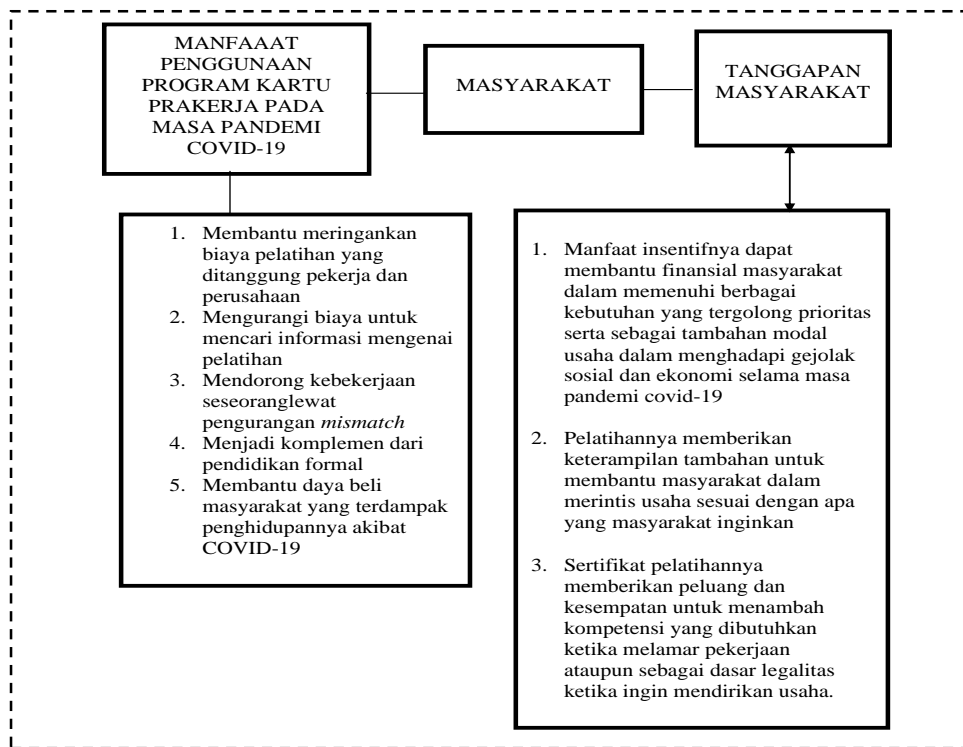 MANFAAAT
PENGGUNAAN
PROGRAM KARTU
PRAKERJA PADA
MASA PANDEMI
COVID-19
MASYARAKAT
TANGGAPAN
MASYARAKAT
1. Membantu meringankan
biaya pelatihan yang
ditanggung pekerja dan
perusahaan
2. Mengurangi biaya untuk
mencari informasi mengenai
pelatihan
3. Mendorong kebekerjaan
seseoranglewat
pengurangan mismatch
4. Menjadi komplemen dari
pendidikan formal
5. Membantu daya beli
masyarakat yang terdampak
penghidupannya akibat
COVID-19
1. Manfaat insentifnya dapat
membantu finansial masyarakat
dalam memenuhi berbagai
kebutuhan yang tergolong prioritas
serta sebagai tambahan modal
usaha dalam menghadapi gejolak
sosial dan ekonomi selama masa
pandemi covid-19
2. Pelatihannya memberikan
keterampilan tambahan untuk
membantu masyarakat dalam
merintis usaha sesuai dengan apa
yang masyarakat inginkan
3. Sertifikat pelatihannya
memberikan peluang dan
kesempatan untuk menambah
kompetensi yang dibutuhkan
ketika melamar pekerjaan
ataupun sebagai dasar legalitas
ketika ingin mendirikan usaha.